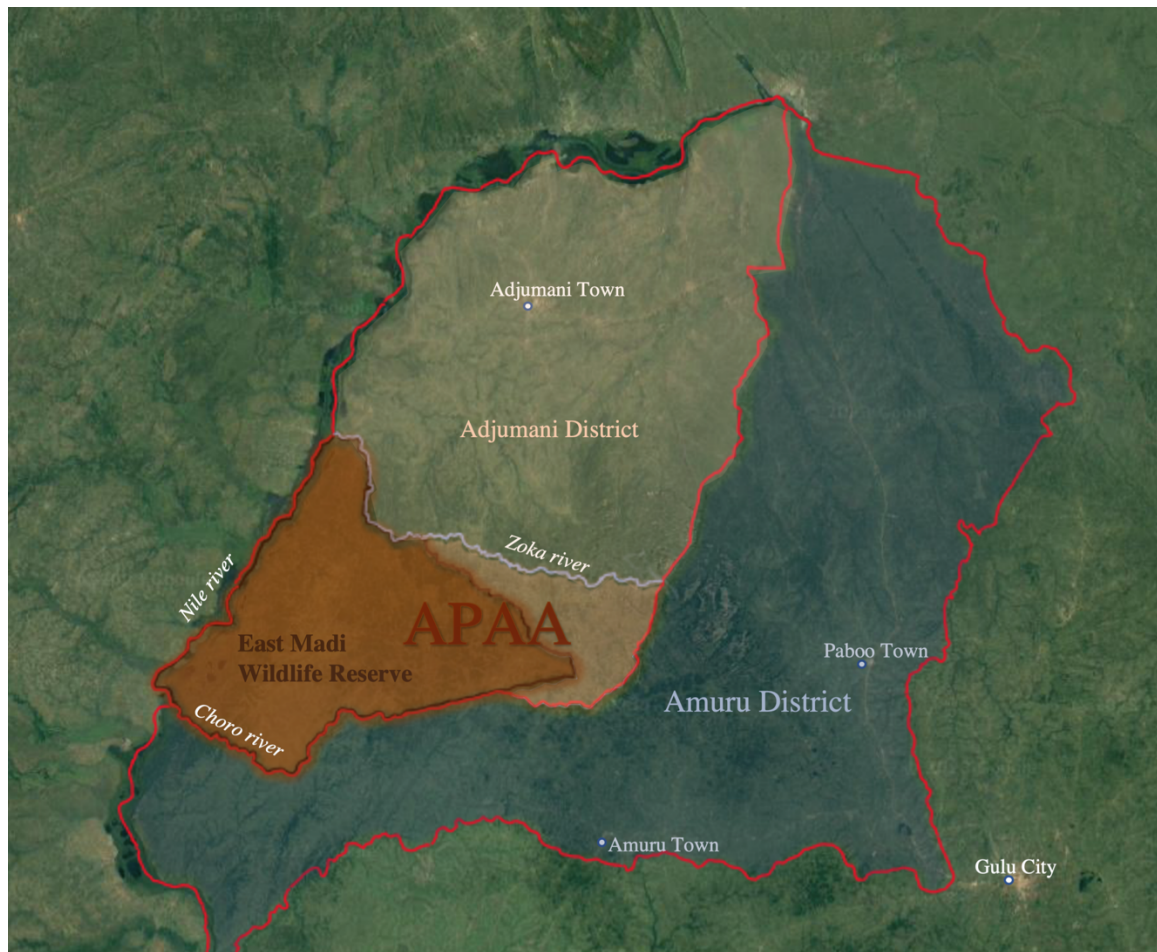 Adjumani Town
Adjumani District
Zoka river
Nile river
APAA
East Madi
Wildlife Reserve
Paboo Town
Amuru District
Choro river
Amuru Town
Gulu City